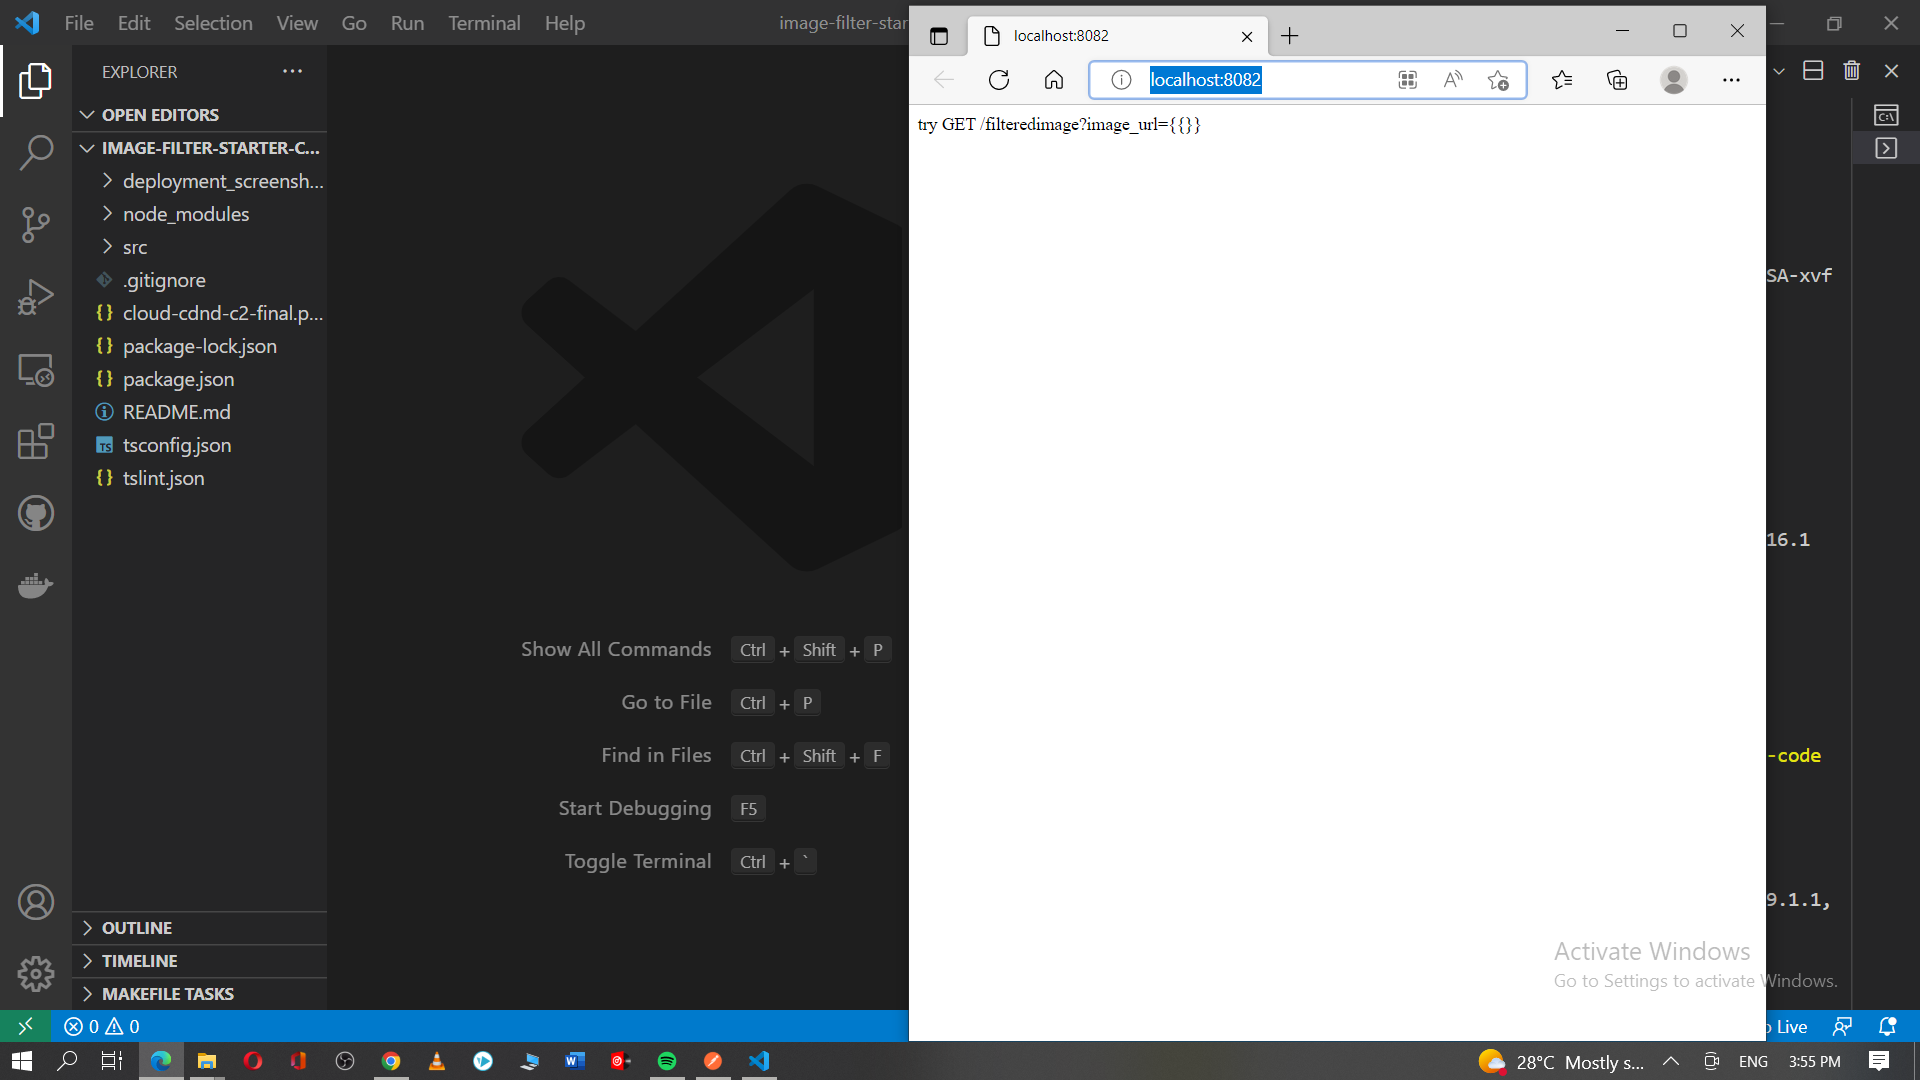 File Edit Selection View Go Run Terminal Help
image-filter-star
EXPLORER
OPEN EDITORS
IMAGE-FILTER-STARTER-C...
deployment_screensh...
node_modules
src
.gitignore
cloud-cdnd-c2-final.p...
package-lock.json
package.json
README.md
TS
tsconfig.json
tslint.json
OUTLINE
TIMELINE
MAKEFILE TASKS
0 0
Show All Commands Ctrl + Shift + P
Go to File Ctrl + P
Find in Files Ctrl + Shift + F
Start Debugging F5
Toggle Terminal Ctrl + `
localhost:8082
localhost:8082
try GET /filteredimage?image_url={{}}
SA-xvf
16.1
-code
9.1.1,
Activate Windows
Go to Settings to activate Windows.
Live
28°C Mostly s...
ENG
3:55 PM